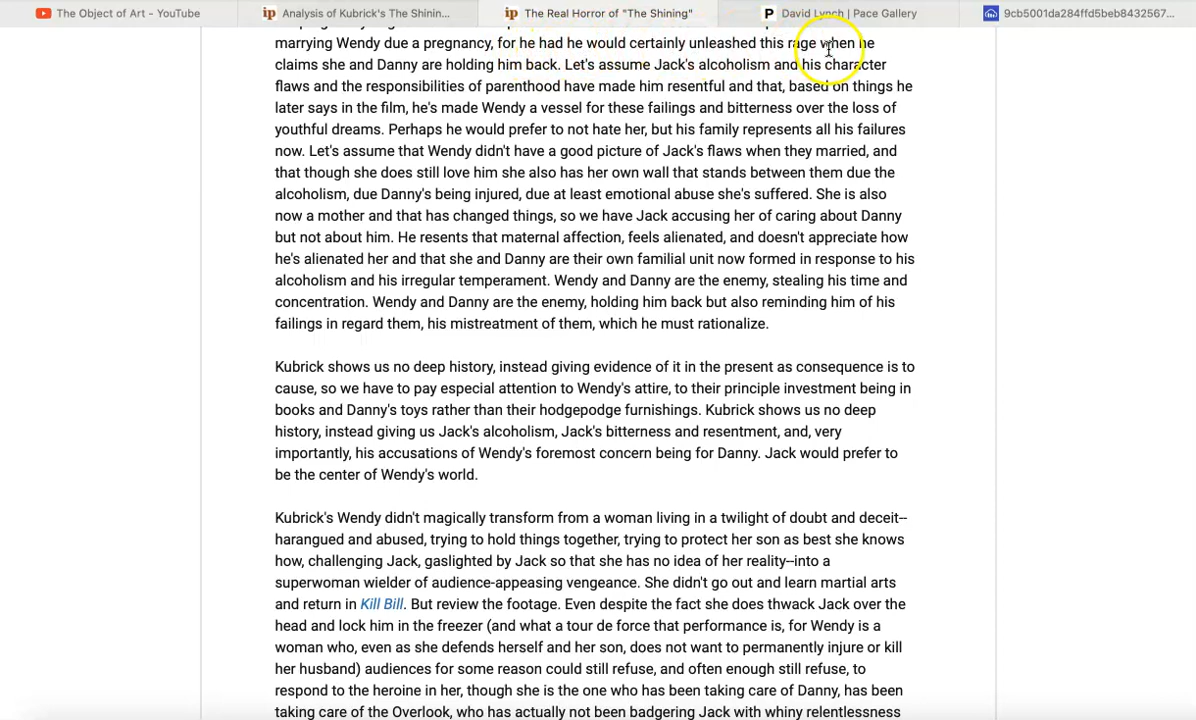 The Object of Art - YouTube
ip Analysis of Kubrick's The Shinin...
ip The Real Horror of "The Shining"
P David Lynch | Pace Gallery
9cb5001da284ffd5beb8432567...
marrying Wendy due a pregnancy, for he had he would certainly unleashed this rage when he
claims she and Danny are holding him back. Let's assume Jack's alcoholism and his character
flaws and the responsibilities of parenthood have made him resentful and that, based on things he
later says in the film, he's made Wendy a vessel for these failings and bitterness over the loss of
youthful dreams. Perhaps he would prefer to not hate her, but his family represents all his failures
now. Let's assume that Wendy didn't have a good picture of Jack's flaws when they married, and
that though she does still love him she also has her own wall that stands between them due the
alcoholism, due Danny's being injured, due at least emotional abuse she's suffered. She is also
now a mother and that has changed things, so we have Jack accusing her of caring about Danny
but not about him. He resents that maternal affection, feels alienated, and doesn't appreciate how
he's alienated her and that she and Danny are their own familial unit now formed in response to his
alcoholism and his irregular temperament. Wendy and Danny are the enemy, stealing his time and
concentration. Wendy and Danny are the enemy, holding him back but also reminding him of his
failings in regard them, his mistreatment of them, which he must rationalize.
Kubrick shows us no deep history, instead giving evidence of it in the present as consequence is to
cause, so we have to pay especial attention to Wendy's attire, to their principle investment being in
books and Danny's toys rather than their hodgepodge furnishings. Kubrick shows us no deep
history, instead giving us Jack's alcoholism, Jack's bitterness and resentment, and, very
importantly, his accusations of Wendy's foremost concern being for Danny. Jack would prefer to
be the center of Wendy's world.
Kubrick's Wendy didn't magically transform from a woman living in a twilight of doubt and deceit--
harangued and abused, trying to hold things together, trying to protect her son as best she knows
how, challenging Jack, gaslighted by Jack so that she has no idea of her reality--into a
superwoman wielder of audience-appeasing vengeance. She didn't go out and learn martial arts
and return in Kill Bill. But review the footage. Even despite the fact she does thwack Jack over the
head and lock him in the freezer (and what a tour de force that performance is, for Wendy is a
woman who, even as she defends herself and her son, does not want to permanently injure or kill
her husband) audiences for some reason could still refuse, and often enough still refuse, to
respond to the heroine in her, though she is the one who has been taking care of Danny, has been
taking care of the Overlook, who has actually not been badgering Jack with whiny relentlessness